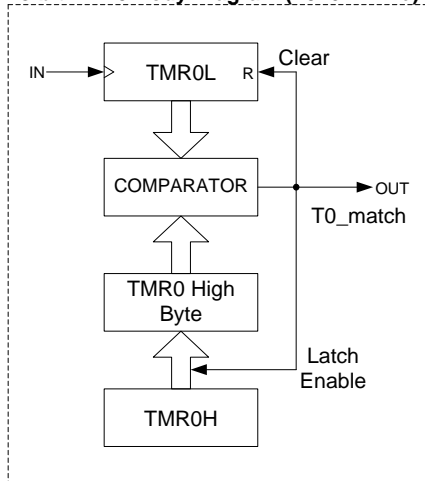 IN
TMR0L
R
Clear
COMPARATOR
OUT
T0_match
TMR0 High
Byte
Latch
Enable
TMR0H